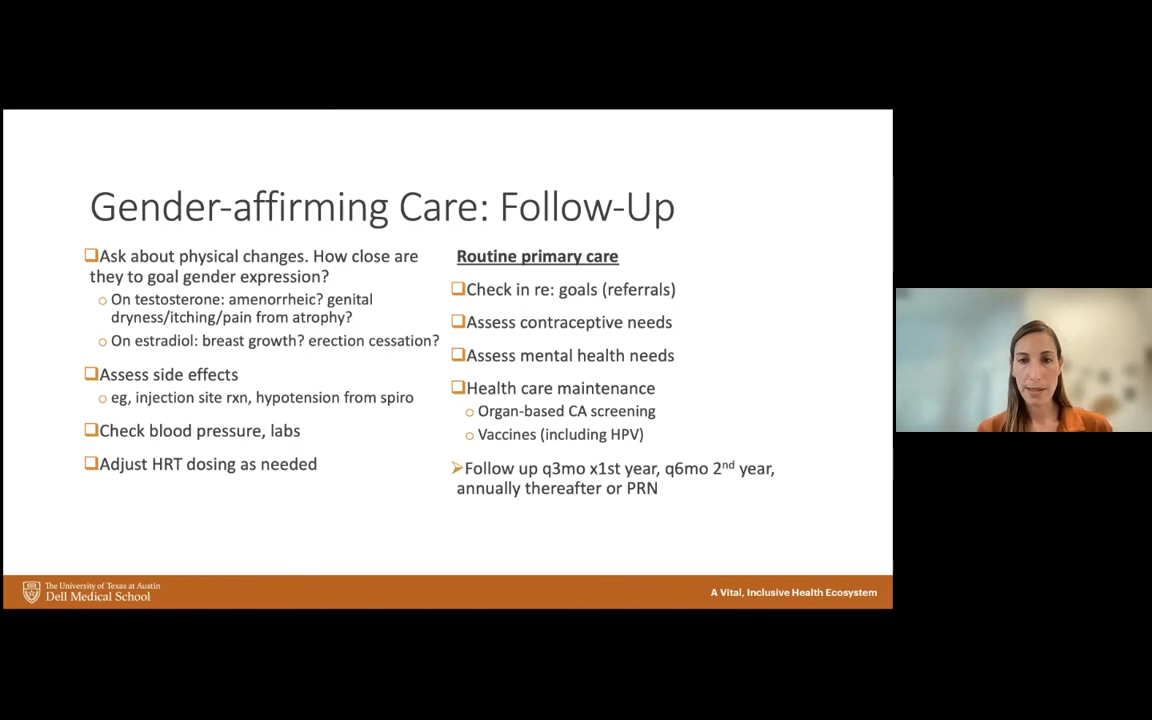 Gender-affirming Care: Follow-Up
Ask about physical changes. How close are
they to goal gender expression?
On testosterone: amenorrheic? genital
dryness/itching/pain from atrophy?
On estradiol: breast growth? erection cessation?
Assess side effects
eg, injection site rxn, hypotension from spiro
Check blood pressure, labs
Adjust HRT dosing as needed
Routine primary care
Check in re: goals (referrals)
Assess contraceptive needs
Assess mental health needs
Health care maintenance
Organ-based CA screening
Vaccines (including HPV)
Follow up q3mo x1st year, q6mo 2nd year,
annually thereafter or PRN
The University of Texas at Austin
Dell Medical School
A Vital, Inclusive Health Ecosystem